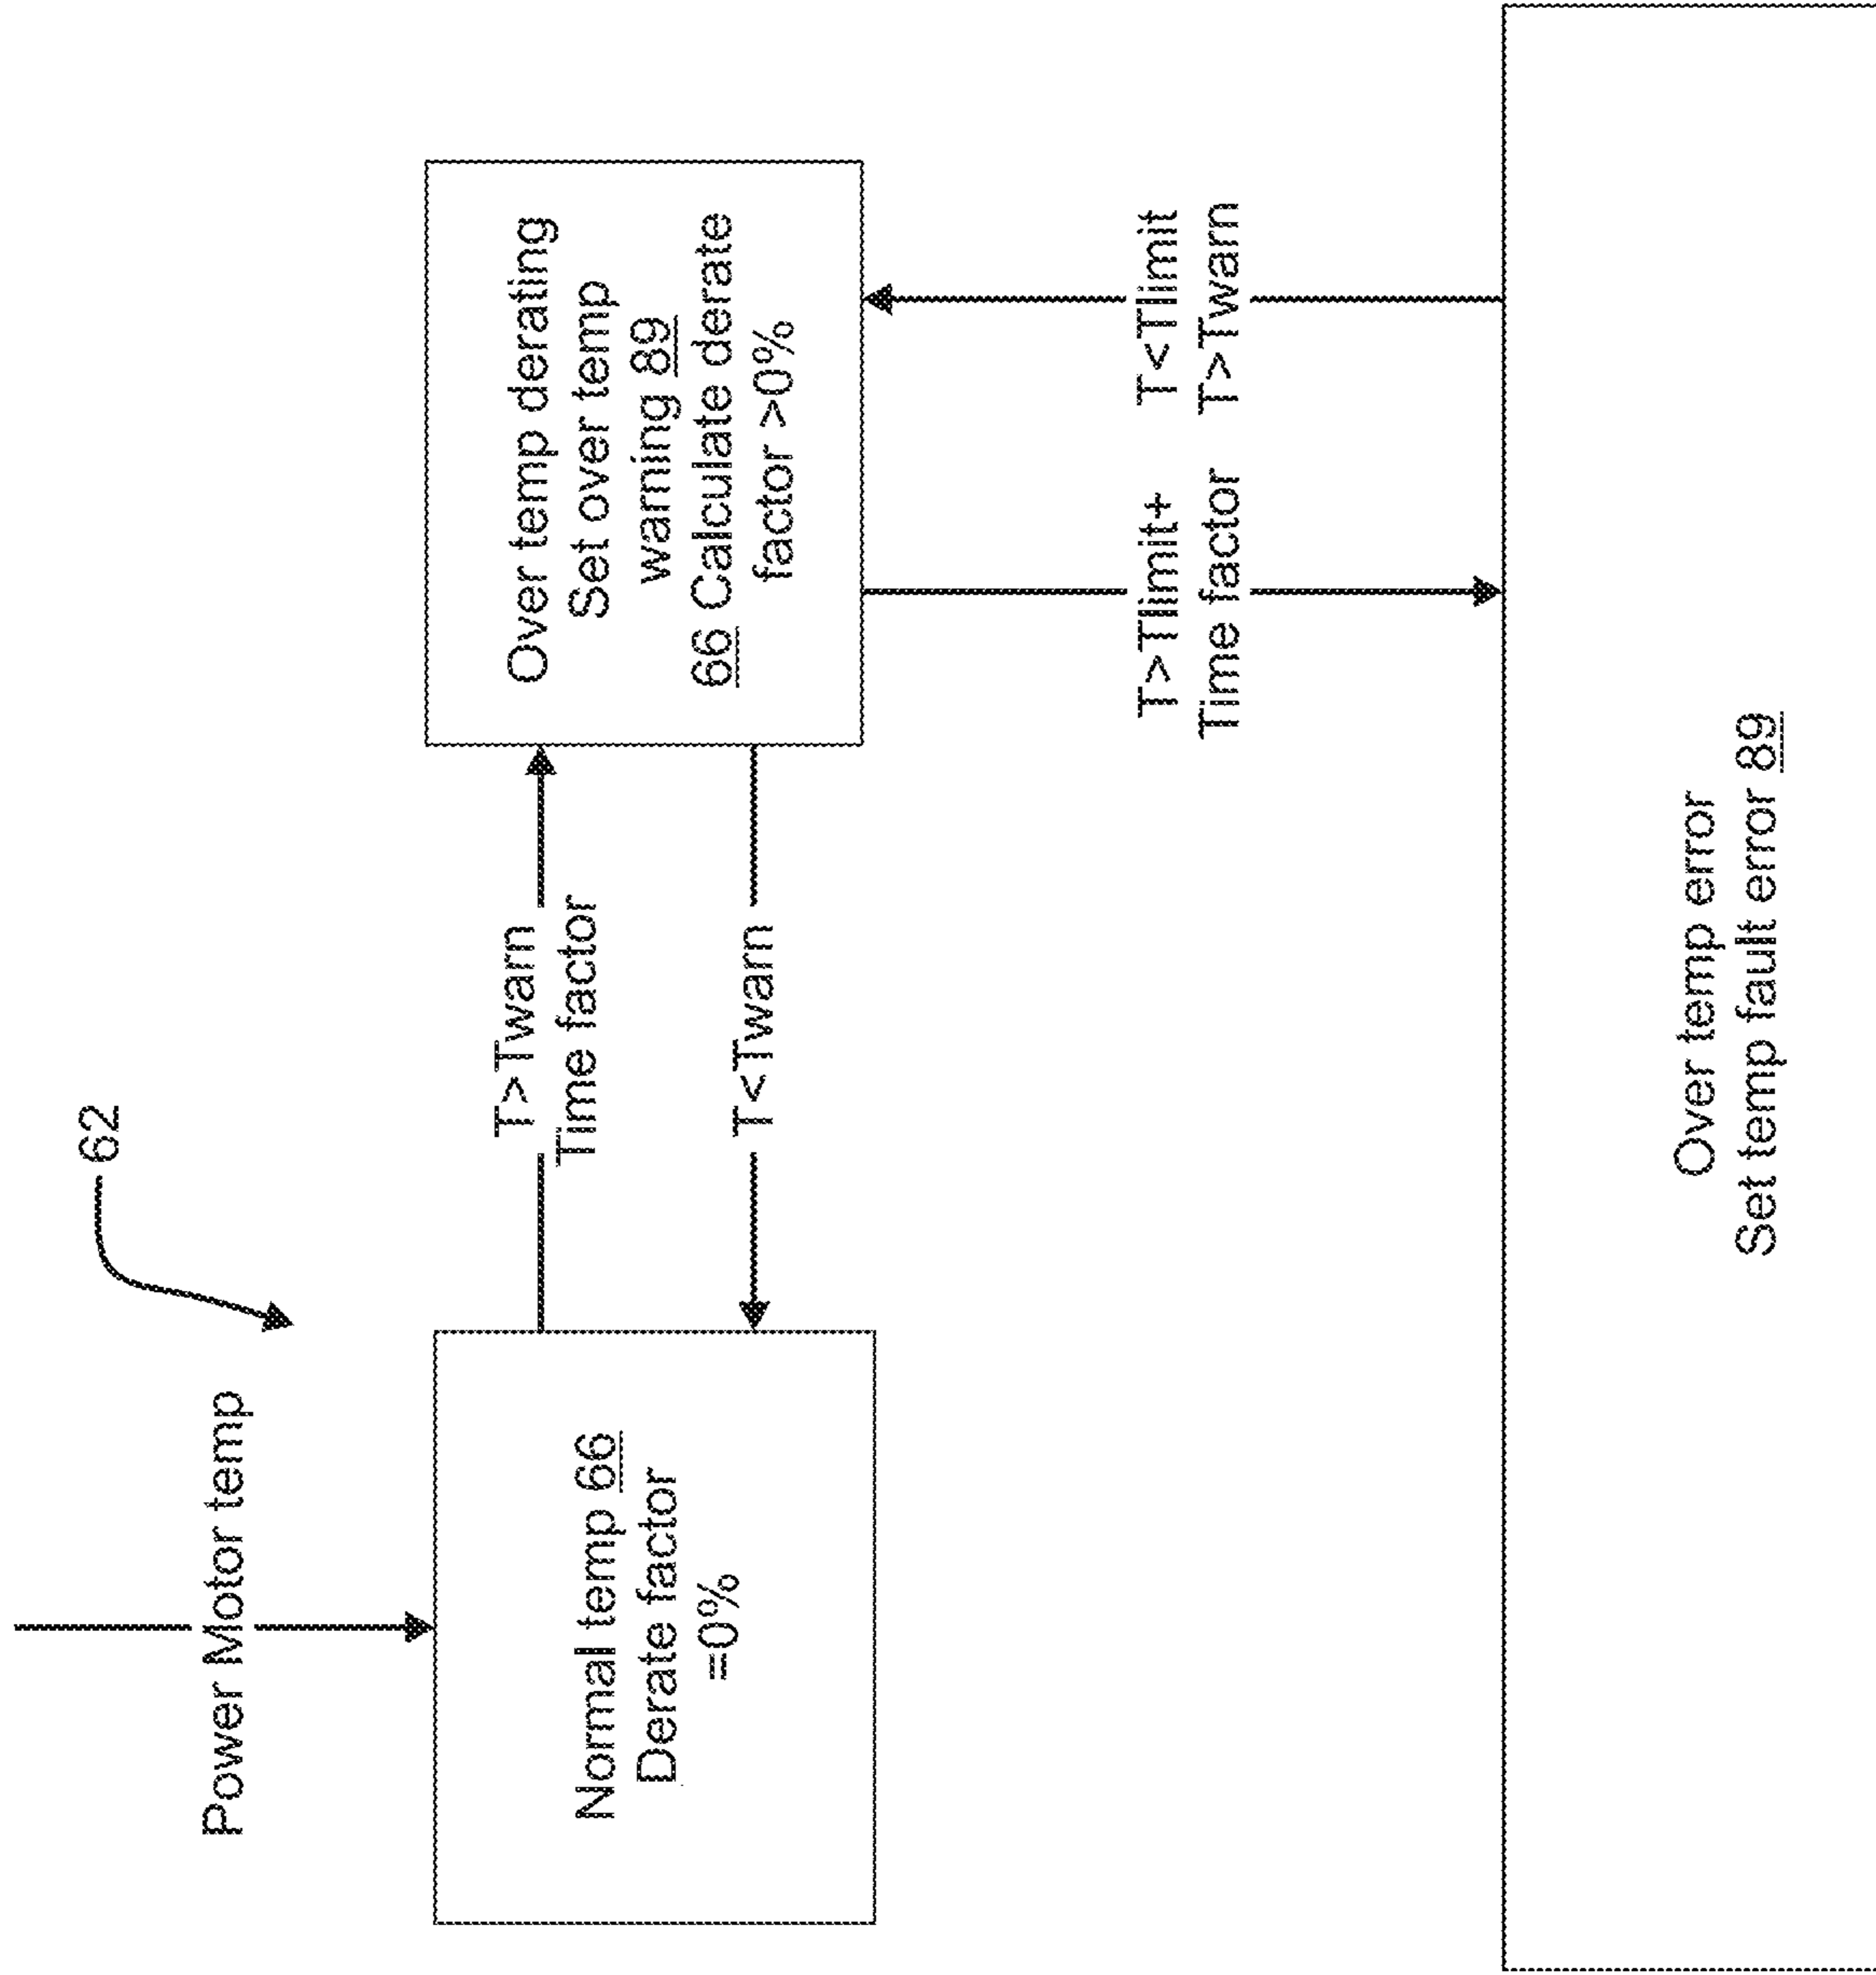 62
Power Motor temp
Normal temp 66
Derate factor
=0%
T>Twarn
Time factor
T<Twarn
Over temp derating
Set over temp
warning 89
66 Calculate derate
factor >0%
T>Tlimit+
Time factor
T<Tlimit
T>Twarn
Over temp error
Set temp fault error 89